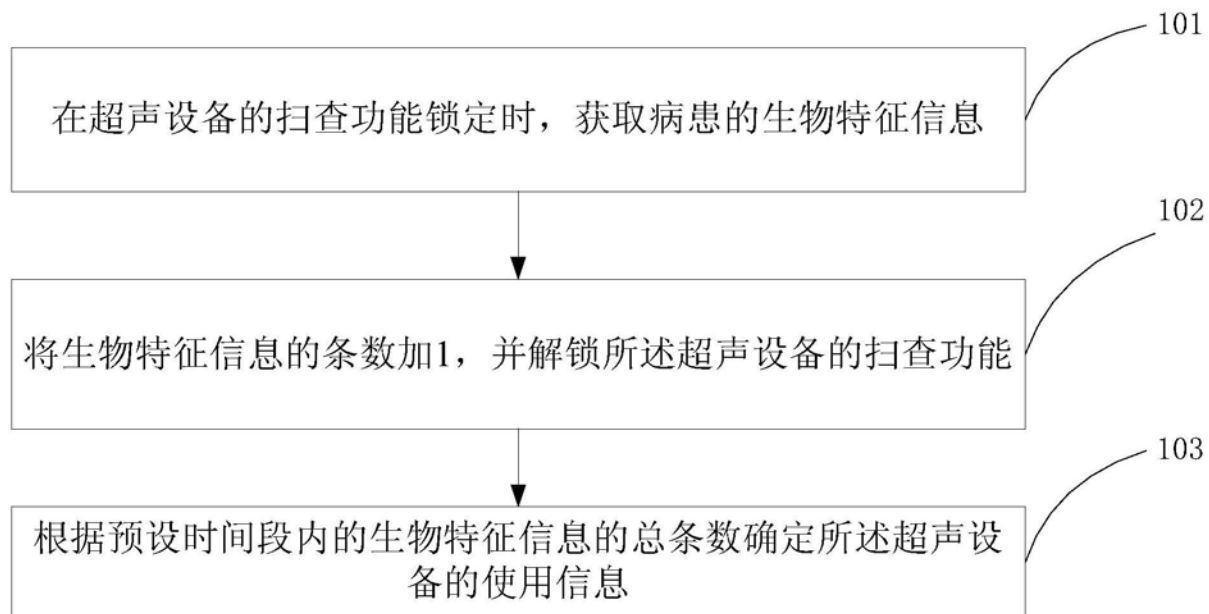 101
在超声设备的扫查功能锁定时，获取病患的生物特征信息
102
将生物特征信息的条数加1，并解锁所述超声设备的扫查功能
103
根据预设时间段内的生物特征信息的总条数确定所述超声设
备的使用信息